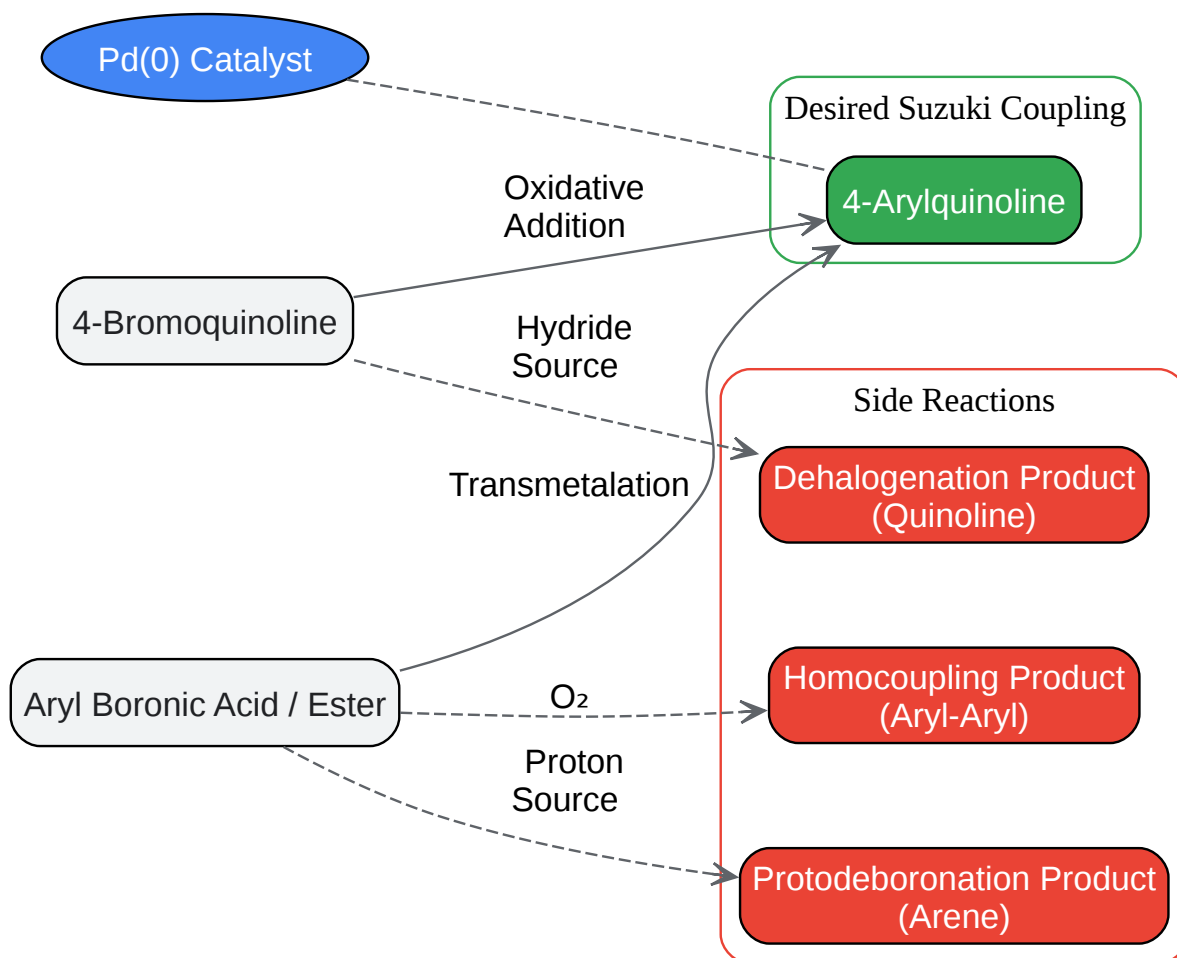 Pd(0) Catalyst
Desired Suzuki Coupling
4-Arylquinoline
Oxidative
Addition
4-Bromoquinoline
Hydride
Source
Side Reactions
Dehalogenation Product
(Quinoline)
Transmetalation
Aryl Boronic Acid / Ester
O₂
Homocoupling Product
(Aryl-Aryl)
Proton
Source
Protodeboronation Product
(Arene)